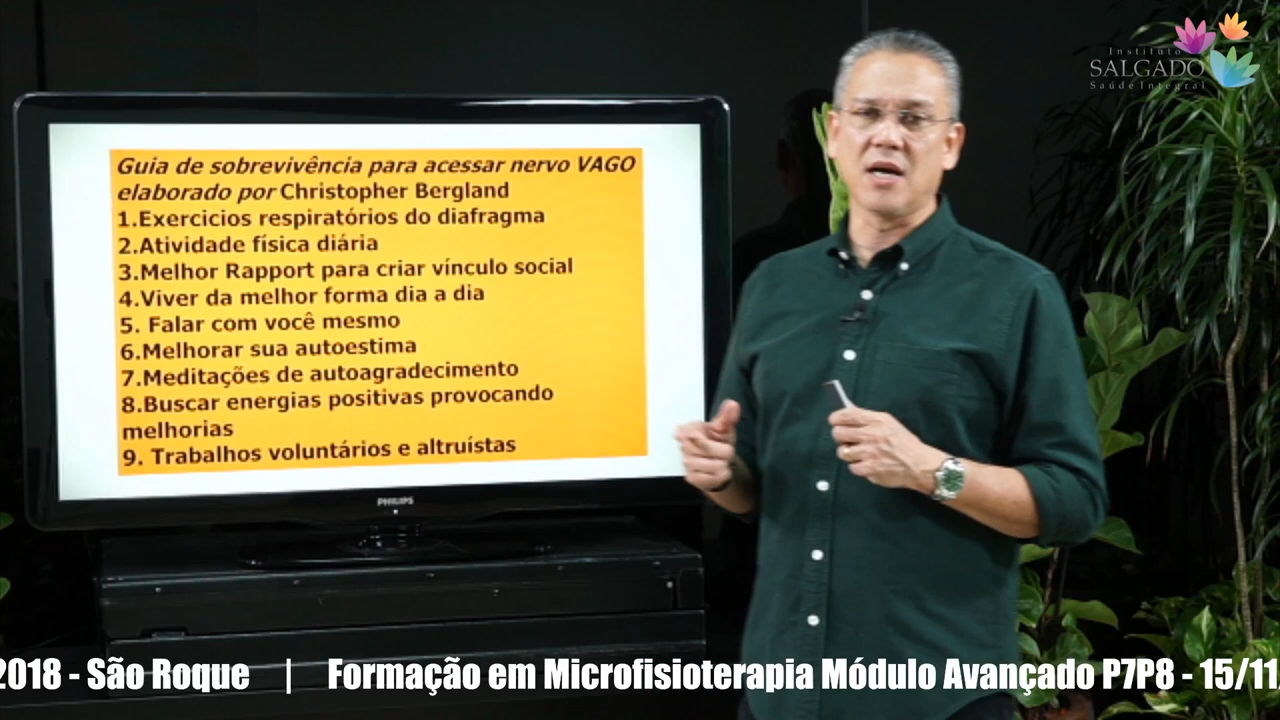 Instituto
SALGADO
Saúde Integral
Guia de sobrevivência para acessar nervo VAGO
elaborado por Christopher Bergland
1.Exercicios respiratórios do diafragma
2.Atividade física diária
3.Melhor Rapport para criar vínculo social
4.Viver da melhor forma dia a dia
5. Falar com você mesmo
6.Melhorar sua autoestima
7.Meditações de autoagradecimento
8.Buscar energias positivas provocando
melhorias
9. Trabalhos voluntários e altruístas
PHILIPS
2018 - São Roque | Formação em Microfisioterapia Módulo Avançado P7P8 - 15/11